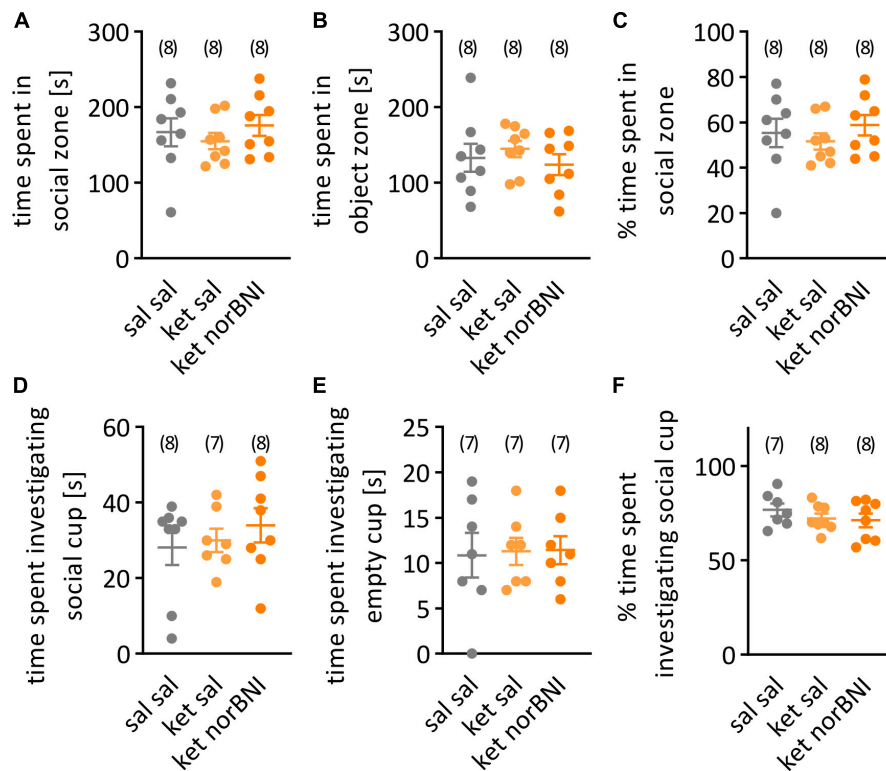 A
time spent in
social zone [s]
300
200
100
0
(8) (8) (8)
sal sal
ket sal
ket norBNI
B
time spent in
object zone [s]
300
200
100
0
(8) (8) (8)
sal sal
ket sal
ket norBNI
C
% time spent in
social zone
100
80
60
40
20
0
(8) (8) (8)
sal sal
ket sal
ket norBNI
D
time spent investigating
social cup [s]
60
40
20
0
(8) (7) (8)
sal sal
ket sal
ket norBNI
E
time spent investigating
empty cup [s]
25
20
15
10
5
0
(7) (7) (7)
sal sal
ket sal
ket norBNI
F
% time spent
investigating social cup
100
50
0
(7) (8) (8)
sal sal
ket sal
ket norBNI